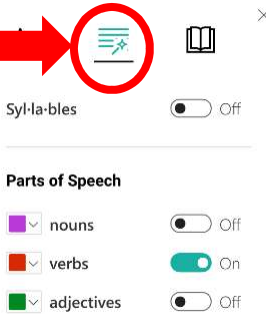 Syl·la·bles Off
Parts of Speech
nouns Off
verbs On
adjectives Off